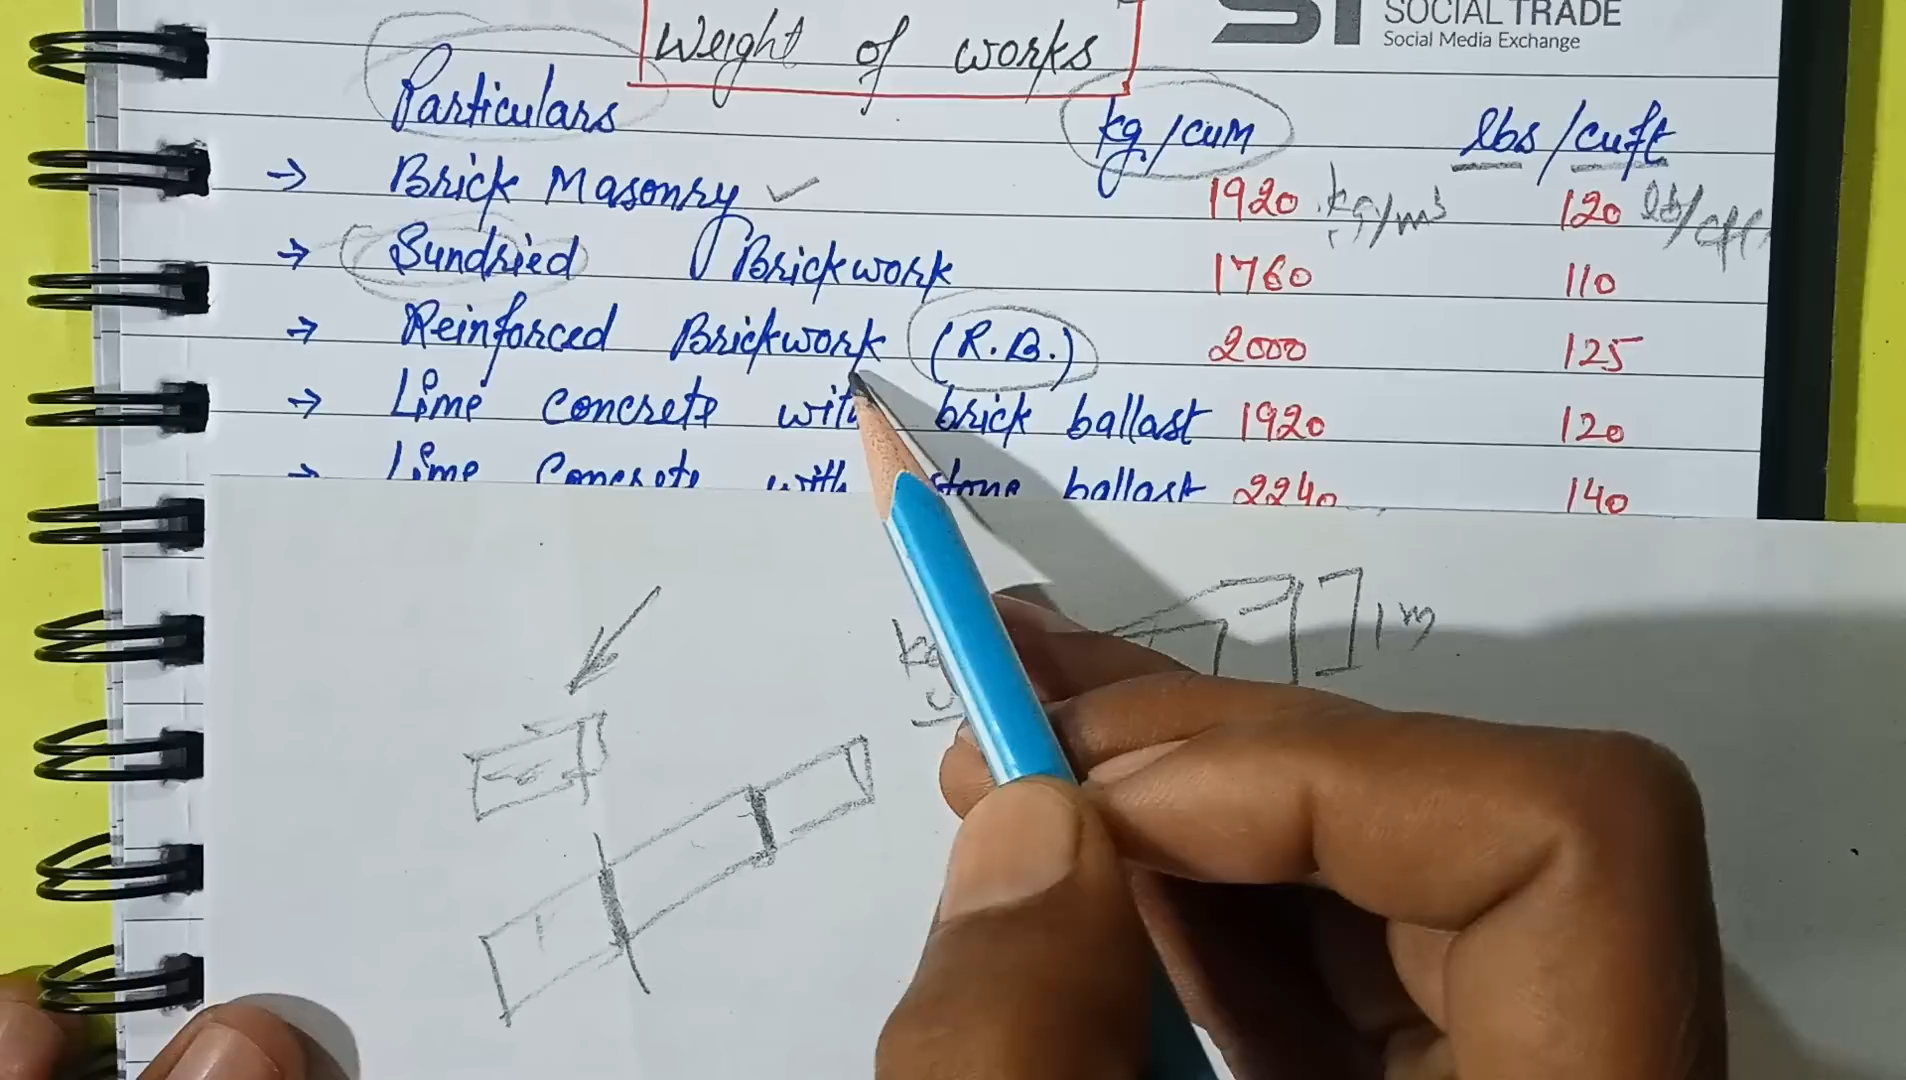 Weight of works
SOCIAL TRADE
Social Media Exchange
Particulars kg/cum lbs/cuft
→ Brick Masonry ✓ 1920 kg/m³ 120 lb/cft
→ Sundried Brickwork 1760 110
→ Reinforced Brickwork (R.B.) 2000 125
→ Lime concrete with brick ballast 1920 120
→ Lime Concrete with stone ballast 2240 140
1 m